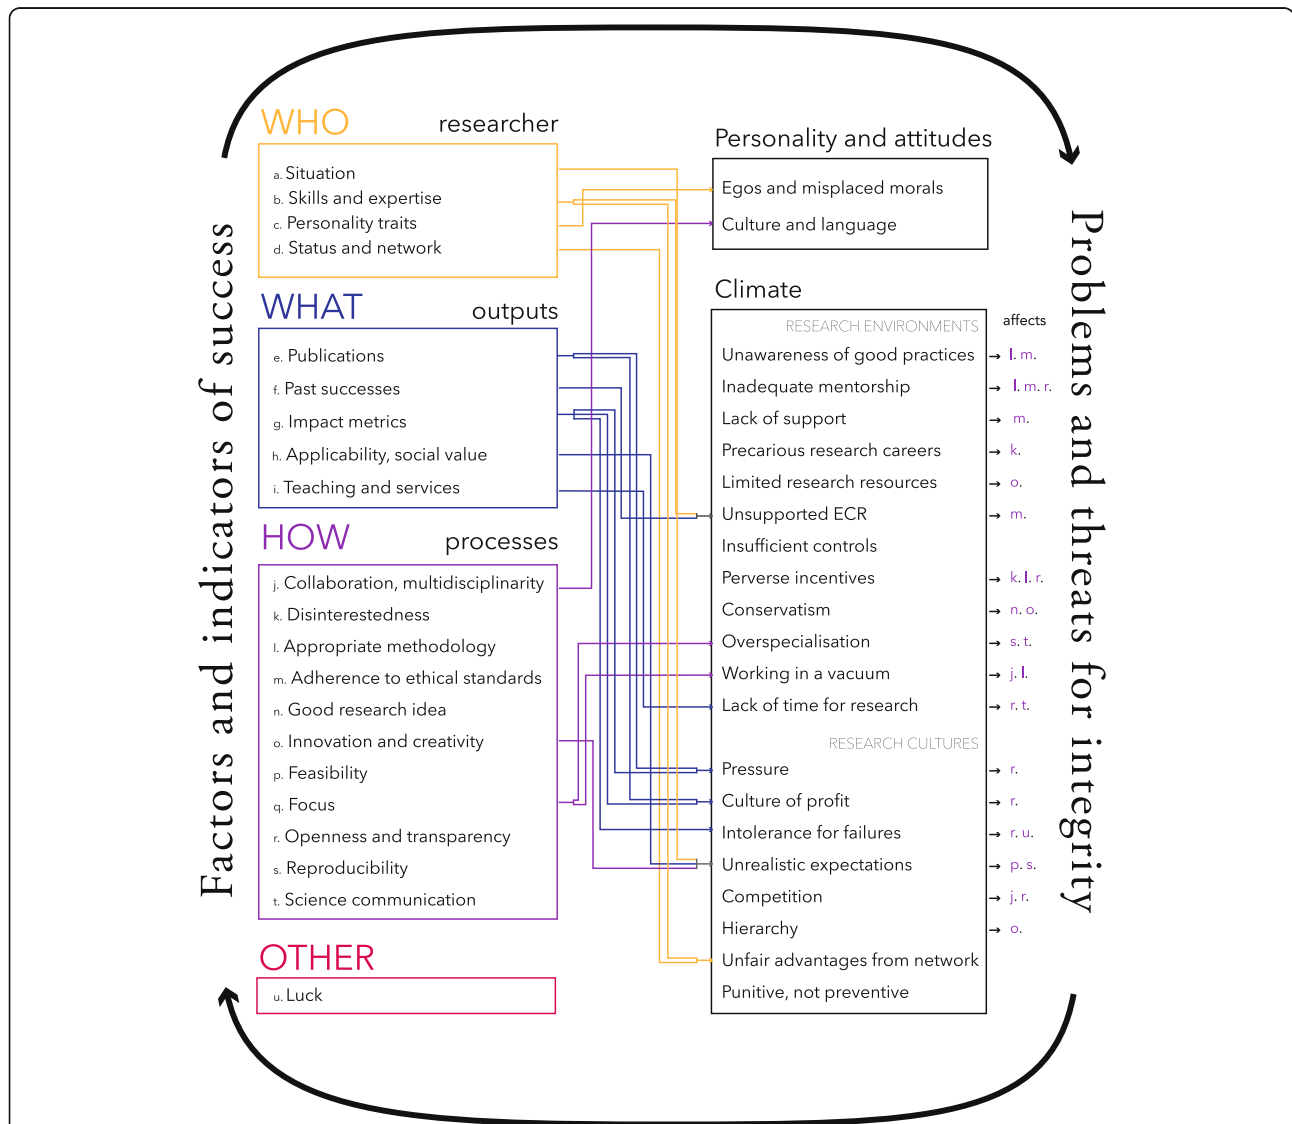 Factors and indicators of success
WHO researcher
a. Situation
b. Skills and expertise
c. Personality traits
d. Status and network
WHAT outputs
e. Publications
f. Past successes
g. Impact metrics
h. Applicability, social value
i. Teaching and services
HOW processes
j. Collaboration, multidisciplinarity
k. Disinterestedness
l. Appropriate methodology
m. Adherence to ethical standards
n. Good research idea
o. Innovation and creativity
p. Feasibility
q. Focus
r. Openness and transparency
s. Reproducibility
t. Science communication
OTHER
u. Luck
Personality and attitudes
Egos and misplaced morals
Culture and language
Climate
RESEARCH ENVIRONMENTS affects
Unawareness of good practices → l. m.
Inadequate mentorship → l. m. r.
Lack of support → m.
Precarious research careers → k.
Limited research resources → o.
Unsupported ECR → m.
Insufficient controls
Perverse incentives → k. l. r.
Conservatism → n. o.
Overspecialisation → s. t.
Working in a vacuum → j. l.
Lack of time for research → r. t.
RESEARCH CULTURES
Pressure → r.
Culture of profit → r.
Intolerance for failures → r. u.
Unrealistic expectations → p. s.
Competition → j. r.
Hierarchy → o.
Unfair advantages from network
Punitive, not preventive
Problems and threats for integrity